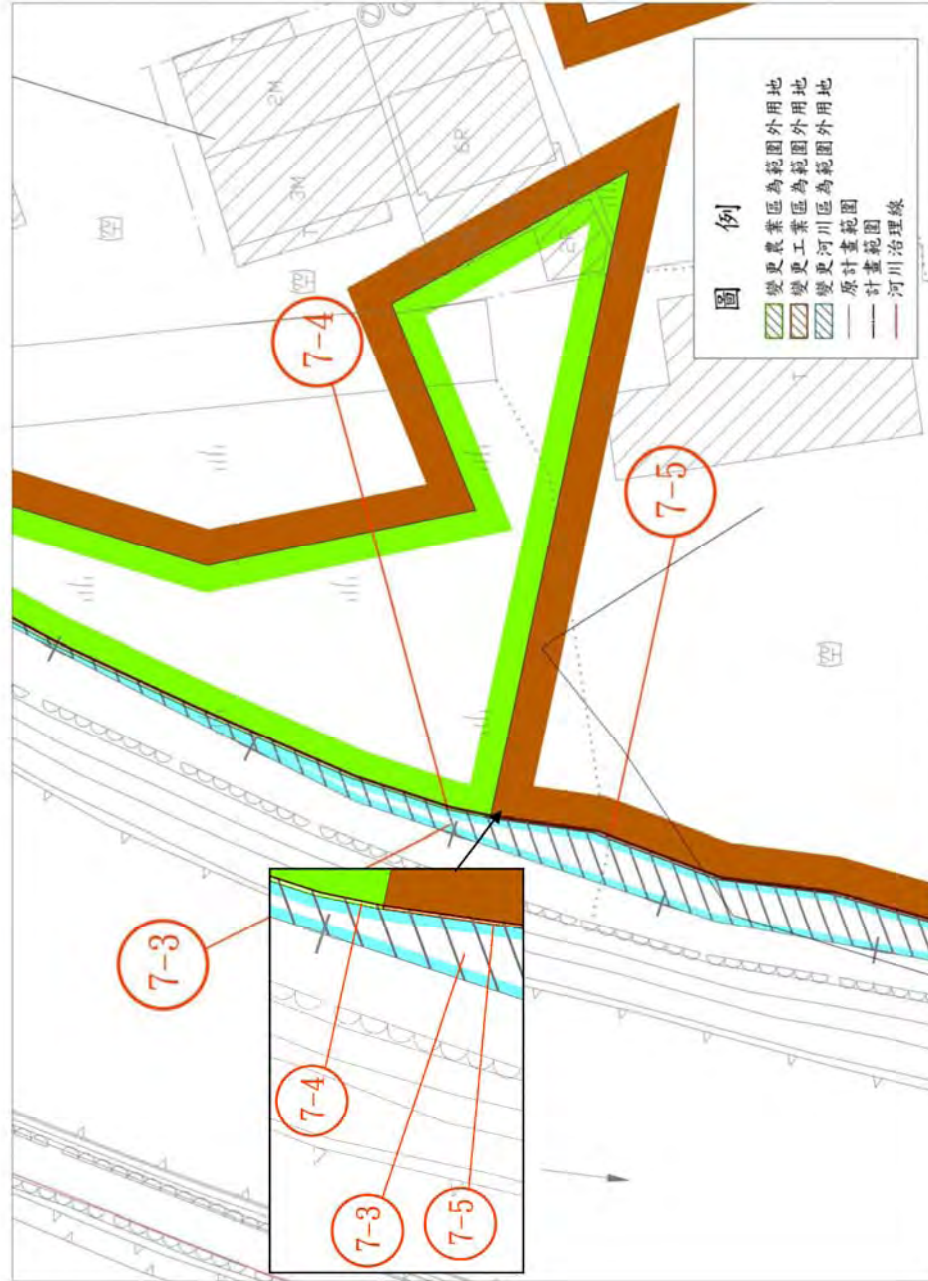 2M
3M
T
6R
空
空
2R
T
空
7-4
7-3
7-5
7-4
7-3
7-5
圖 例
變更農業區為範圍外用地
變更工業區為範圍外用地
變更河川區為範圍外用地
原計畫範圍
計畫範圍
河川治理線